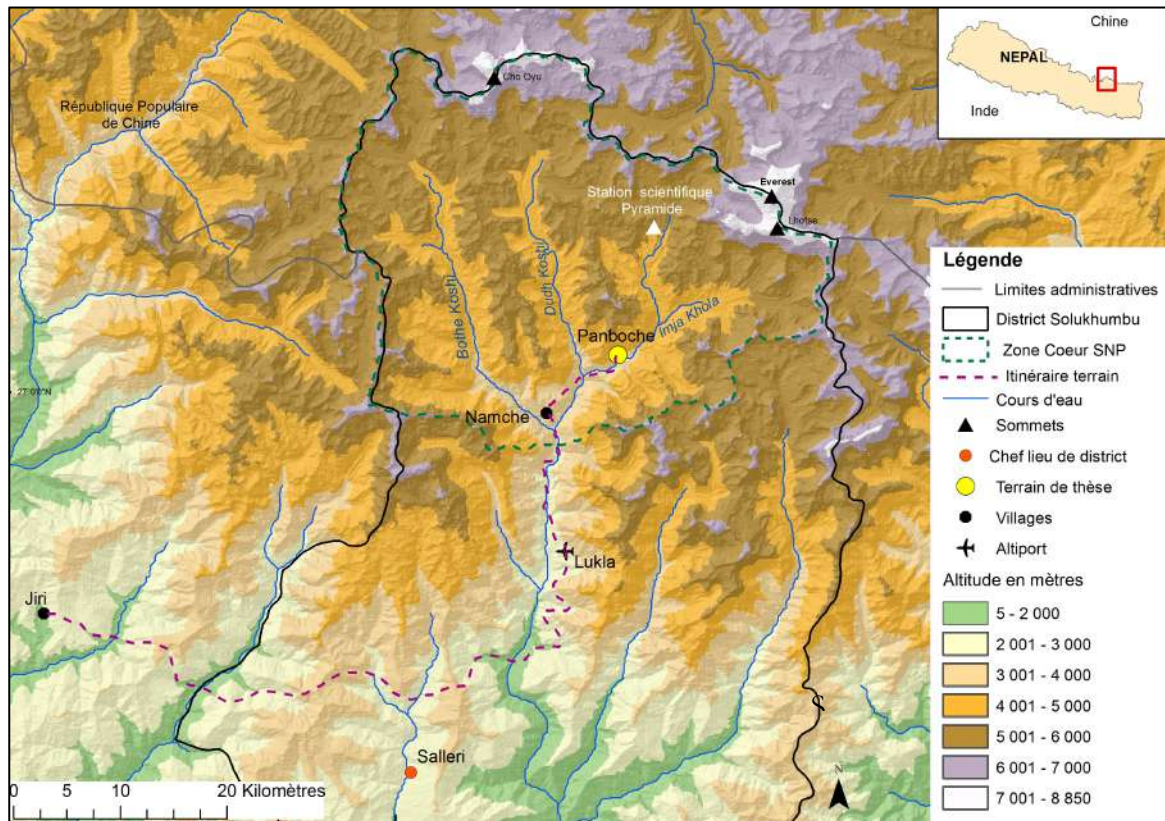 Chine
NEPAL
Inde
Cho Oyu
République Populaire
de Chine
Station scientifique
Pyramide
Everest
Lhotse
Bothe Koshi
Dudh Koshi
Imja Khola
Panboche
Namche
Lukla
Jiri
Salleri
0
5
10
20 Kilomètres
N
Légende
Limites administratives
District Solukhumbu
Zone Coeur SNP
Itinéraire terrain
Cours d'eau
Sommets
Chef lieu de district
Terrain de thèse
Villages
Altiport
Altitude en mètres
5 - 2 000
2 001 - 3 000
3 001 - 4 000
4 001 - 5 000
5 001 - 6 000
6 001 - 7 000
7 001 - 8 850